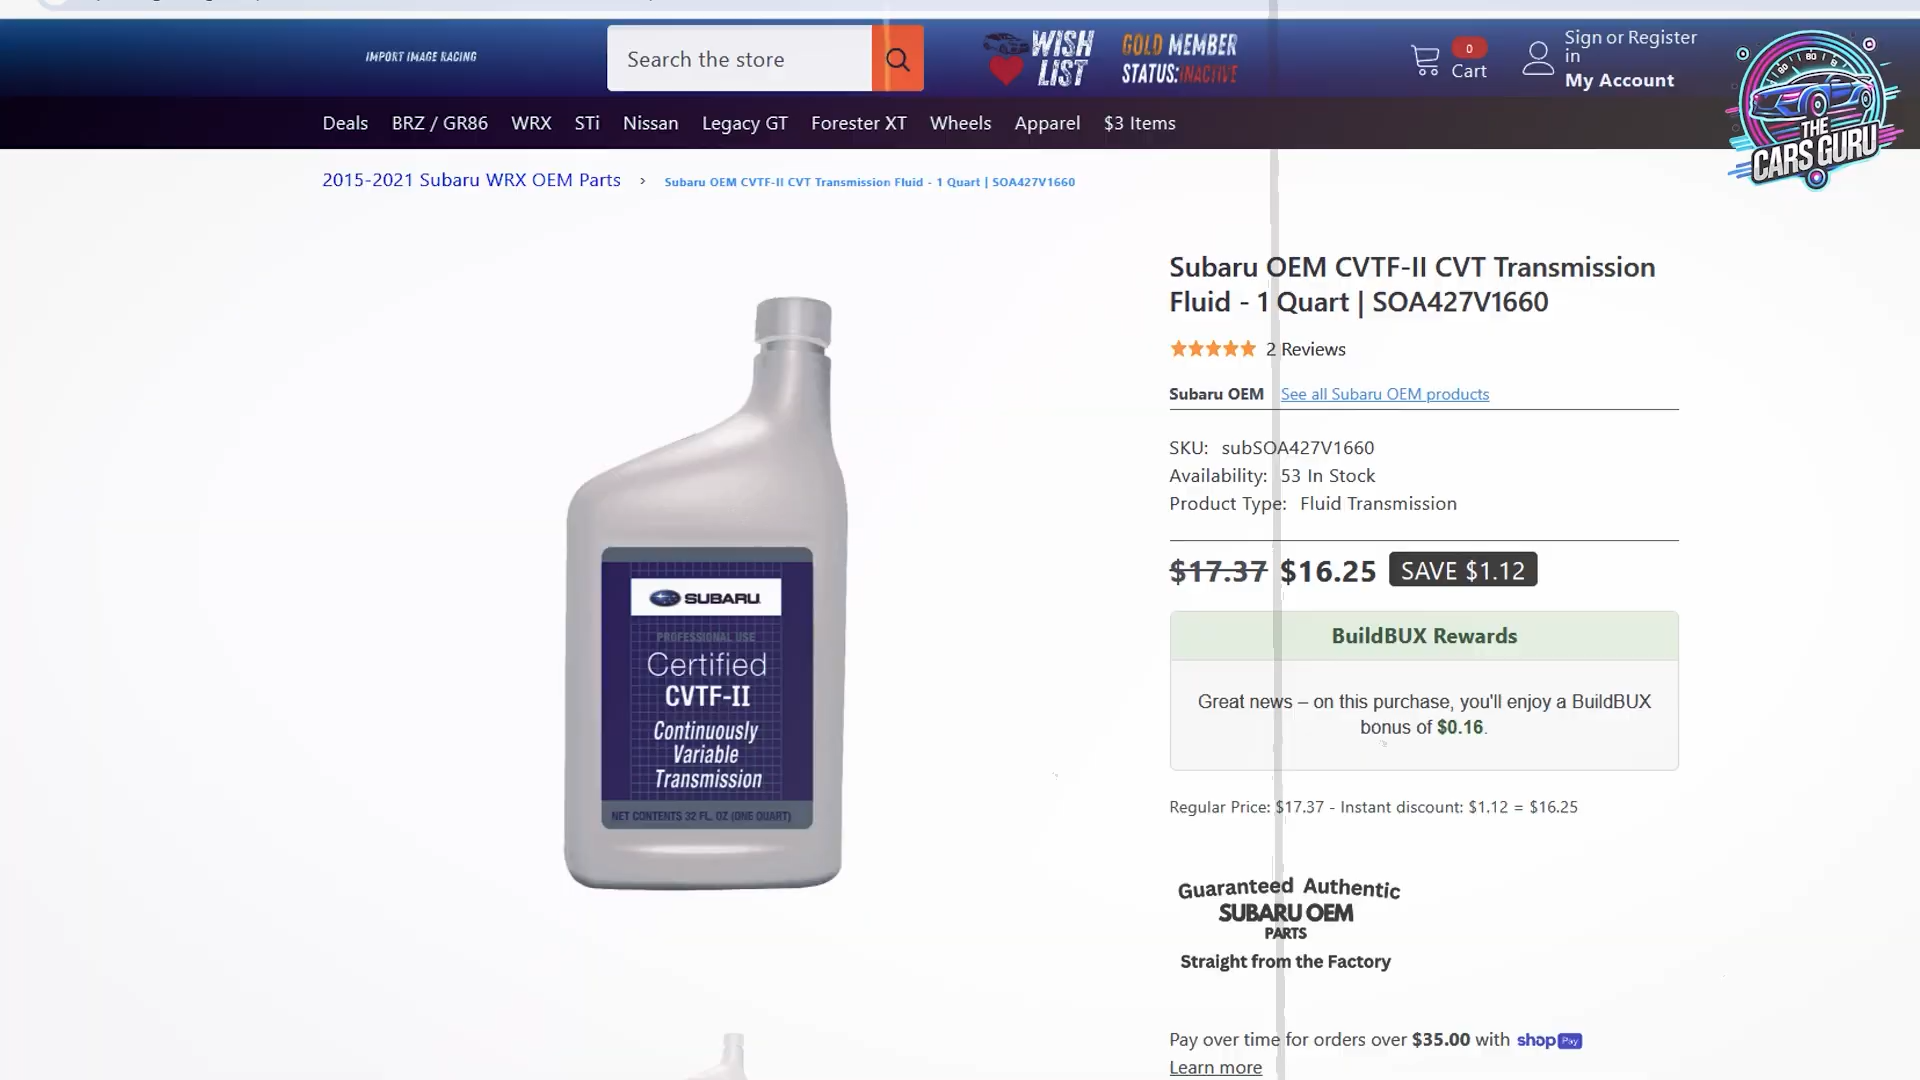 IMPORT IMAGE RACING
Search the store
WISH LIST
GOLD MEMBER
STATUS:INACTIVE
0
Cart
Sign or Register
in
My Account
THE CARS GURU
Deals BRZ / GR86 WRX STi Nissan Legacy GT Forester XT Wheels Apparel $3 Items
2015-2021 Subaru WRX OEM Parts › Subaru OEM CVTF-II CVT Transmission Fluid - 1 Quart | SOA427V1660
Subaru OEM CVTF-II CVT Transmission
Fluid - 1 Quart | SOA427V1660
2 Reviews
Subaru OEM See all Subaru OEM products
SKU: subSOA427V1660
Availability: 53 In Stock
Product Type: Fluid Transmission
$17.37 $16.25 SAVE $1.12
BuildBUX Rewards
Great news – on this purchase, you'll enjoy a BuildBUX
bonus of $0.16.
Regular Price: $17.37 - Instant discount: $1.12 = $16.25
Guaranteed Authentic
SUBARU OEM
PARTS
Straight from the Factory
Pay over time for orders over $35.00 with shop Pay
Learn more
SUBARU
PROFESSIONAL USE
Certified
CVTF-II
Continuously
Variable
Transmission
NET CONTENTS 32 FL. OZ (ONE QUART)